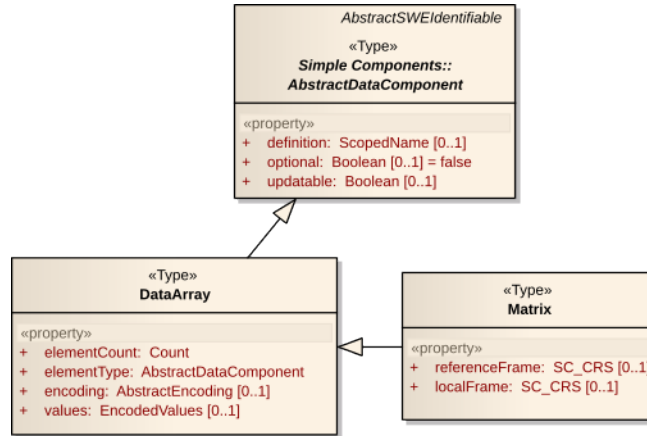 AbstractSWEIdentifiable
«Type»
Simple Components::
AbstractDataComponent
«property»
+ definition: ScopedName [0..1]
+ optional: Boolean [0..1] = false
+ updatable: Boolean [0..1]
«Type»
DataArray
«property»
+ elementCount: Count
+ elementType: AbstractDataComponent
+ encoding: AbstractEncoding [0..1]
+ values: EncodedValues [0..1]
«Type»
Matrix
«property»
+ referenceFrame: SC_CRS [0..1]
+ localFrame: SC_CRS [0..1]